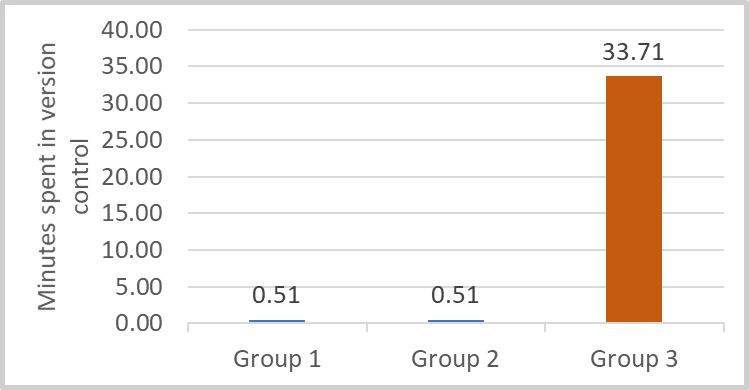 40.00
35.00
30.00
25.00
20.00
15.00
10.00
5.00
0.00
Minutes spent in version
control
0.51
0.51
33.71
Group 1
Group 2
Group 3